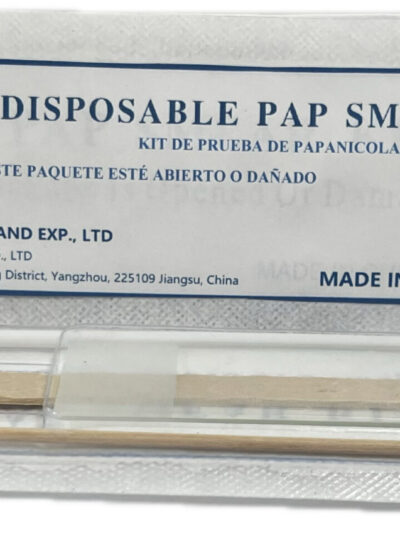 DISPOSABLE PAP SM
KIT DE PRUEBA DE PAPANICOLA
STE PAQUETE ESTÉ ABIERTO O DAÑADO
AND EXP., LTD
., LTD
g District, Yangzhou, 225109 Jiangsu, China
MADE IN